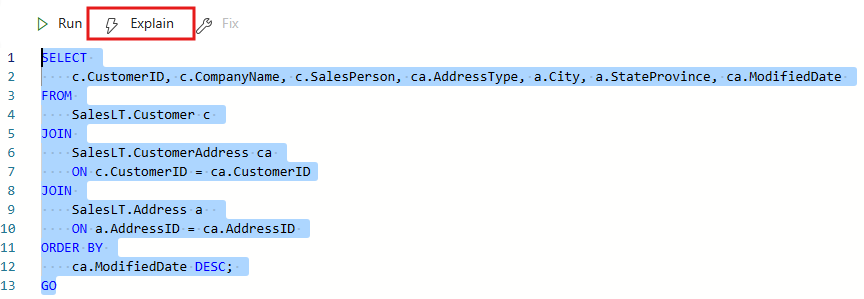 Run Explain Fix
1 SELECT
2 c.CustomerID, c.CompanyName, c.SalesPerson, ca.AddressType, a.City, a.StateProvince, ca.ModifiedDate
3 FROM
4 SalesLT.Customer c
5 JOIN
6 SalesLT.CustomerAddress ca
7 ON c.CustomerID = ca.CustomerID
8 JOIN
9 SalesLT.Address a
10 ON a.AddressID = ca.AddressID
11 ORDER BY
12 ca.ModifiedDate DESC;
13 GO